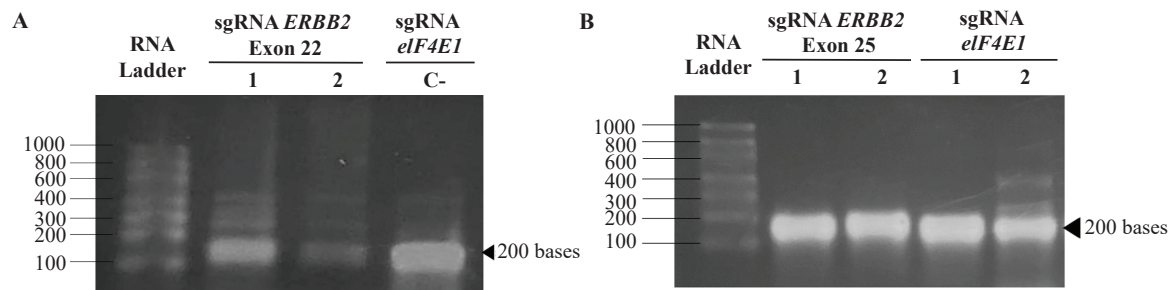 A
RNA
Ladder
sgRNA ERBB2
Exon 22
1 2
sgRNA
elF4E1
C-
1000
800
600
400
300
200
100
200 bases
B
RNA
Ladder
sgRNA ERBB2
Exon 25
1 2
sgRNA
elF4E1
1 2
1000
800
600
400
300
200
100
200 bases